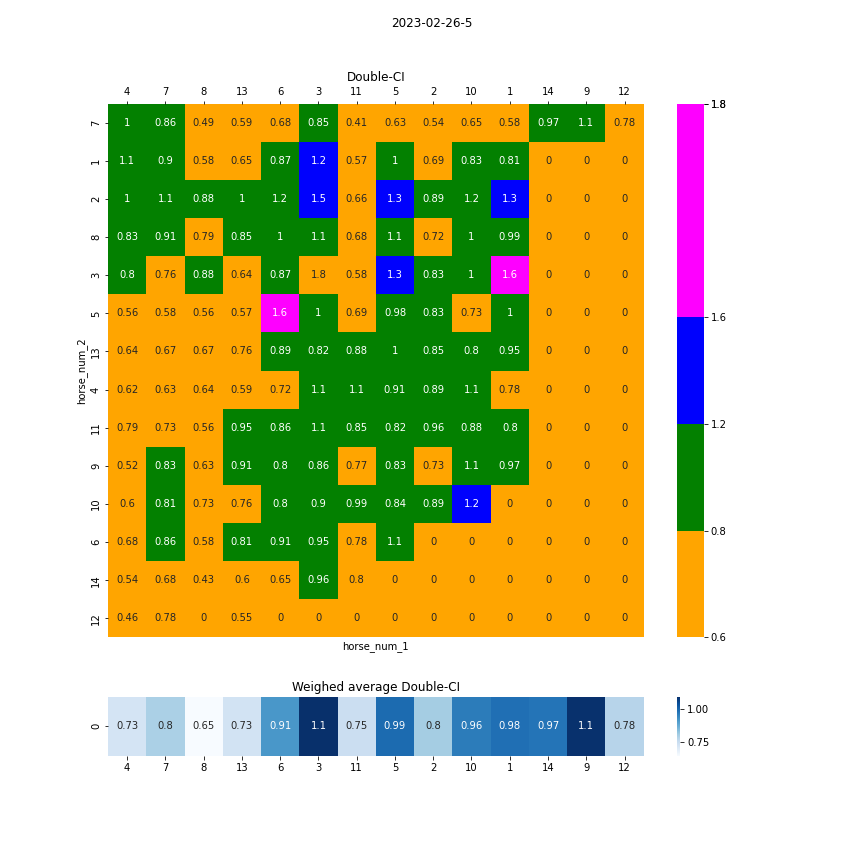 2023-02-26-5
Double-CI
4 7 8 13 6 3 11 5 2 10 1 14 9 12
7 1 0.86 0.49 0.59 0.68 0.85 0.41 0.63 0.54 0.65 0.58 0.97 1.1 0.78
1 1.1 0.9 0.58 0.65 0.87 1.2 0.57 1 0.69 0.83 0.81 0 0 0
2 1 1.1 0.88 1 1.2 1.5 0.66 1.3 0.89 1.2 1.3 0 0 0
8 0.83 0.91 0.79 0.85 1 1.1 0.68 1.1 0.72 1 0.99 0 0 0
3 0.8 0.76 0.88 0.64 0.87 1.8 0.58 1.3 0.83 1 1.6 0 0 0
5 0.56 0.58 0.56 0.57 1.6 1 0.69 0.98 0.83 0.73 1 0 0 0
13 0.64 0.67 0.67 0.76 0.89 0.82 0.88 1 0.85 0.8 0.95 0 0 0
4 0.62 0.63 0.64 0.59 0.72 1.1 1.1 0.91 0.89 1.1 0.78 0 0 0
11 0.79 0.73 0.56 0.95 0.86 1.1 0.85 0.82 0.96 0.88 0.8 0 0 0
9 0.52 0.83 0.63 0.91 0.8 0.86 0.77 0.83 0.73 1.1 0.97 0 0 0
10 0.6 0.81 0.73 0.76 0.8 0.9 0.99 0.84 0.89 1.2 0 0 0 0
6 0.68 0.86 0.58 0.81 0.91 0.95 0.78 1.1 0 0 0 0 0 0
14 0.54 0.68 0.43 0.6 0.65 0.96 0.8 0 0 0 0 0 0 0
12 0.46 0.78 0 0.55 0 0 0 0 0 0 0 0 0 0
horse_num_2
horse_num_1
1.8
1.6
1.2
0.8
0.6
Weighed average Double-CI
0 0.73 0.8 0.65 0.73 0.91 1.1 0.75 0.99 0.8 0.96 0.98 0.97 1.1 0.78
4 7 8 13 6 3 11 5 2 10 1 14 9 12
1.00
0.75